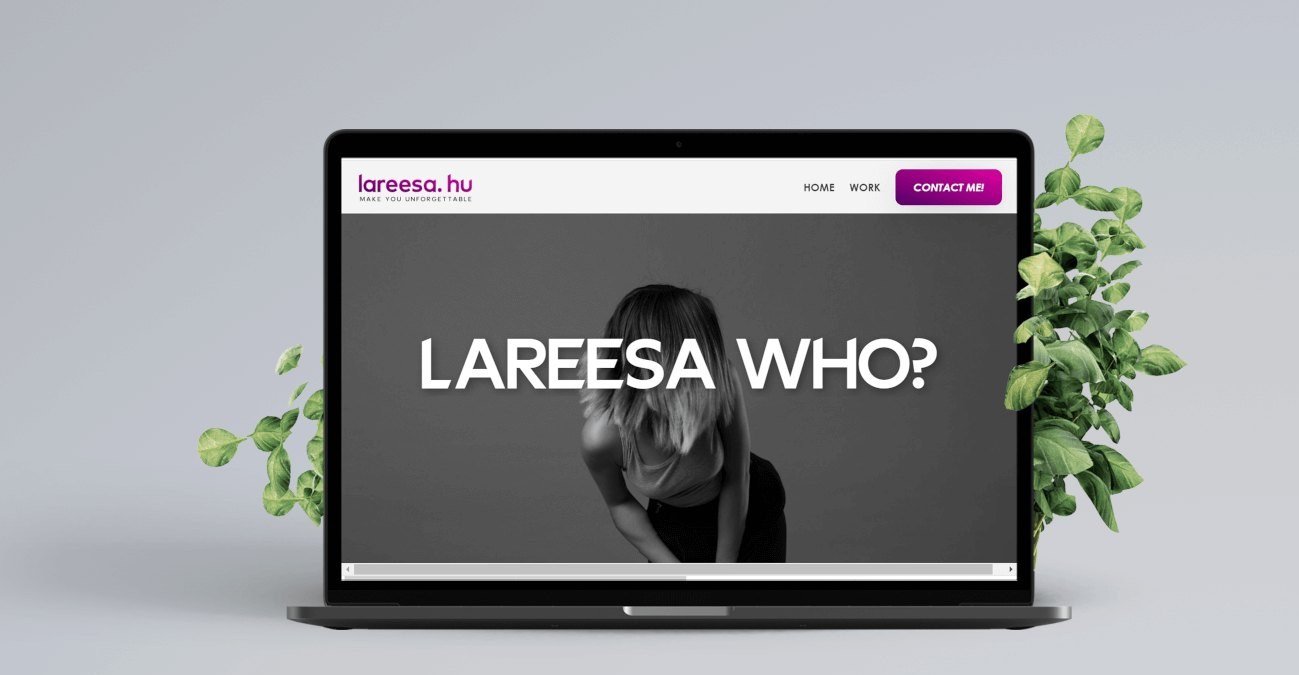 lareesa. hu
MAKE YOU UNFORGETTABLE
HOME WORK CONTACT ME!
LAREESA WHO?